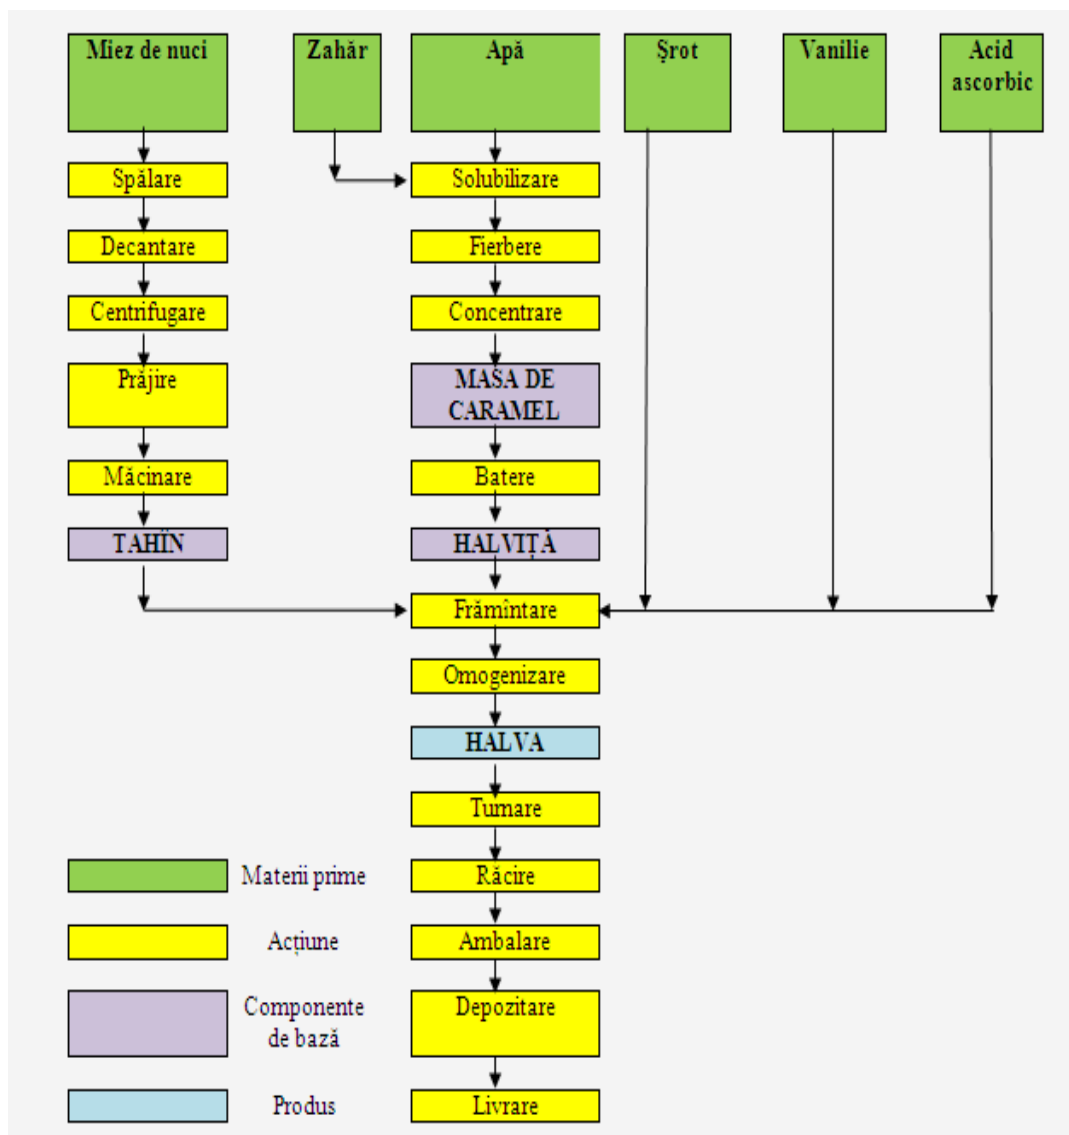 Miez de nuci
Zahăr
Apă
Șrot
Vanilie
Acid
ascorbic
Spălare
Solubilizare
Decantare
Fierbere
Centrifugare
Concentrare
Prăjire
MASA DE
CARAMEL
Măcinare
Batere
TAHÎN
HALVIȚĂ
Frămîntare
Omogenizare
HALVA
Turnare
Materii prime
Răcire
Acțiune
Ambalare
Componente
de bază
Depozitare
Produs
Livrare